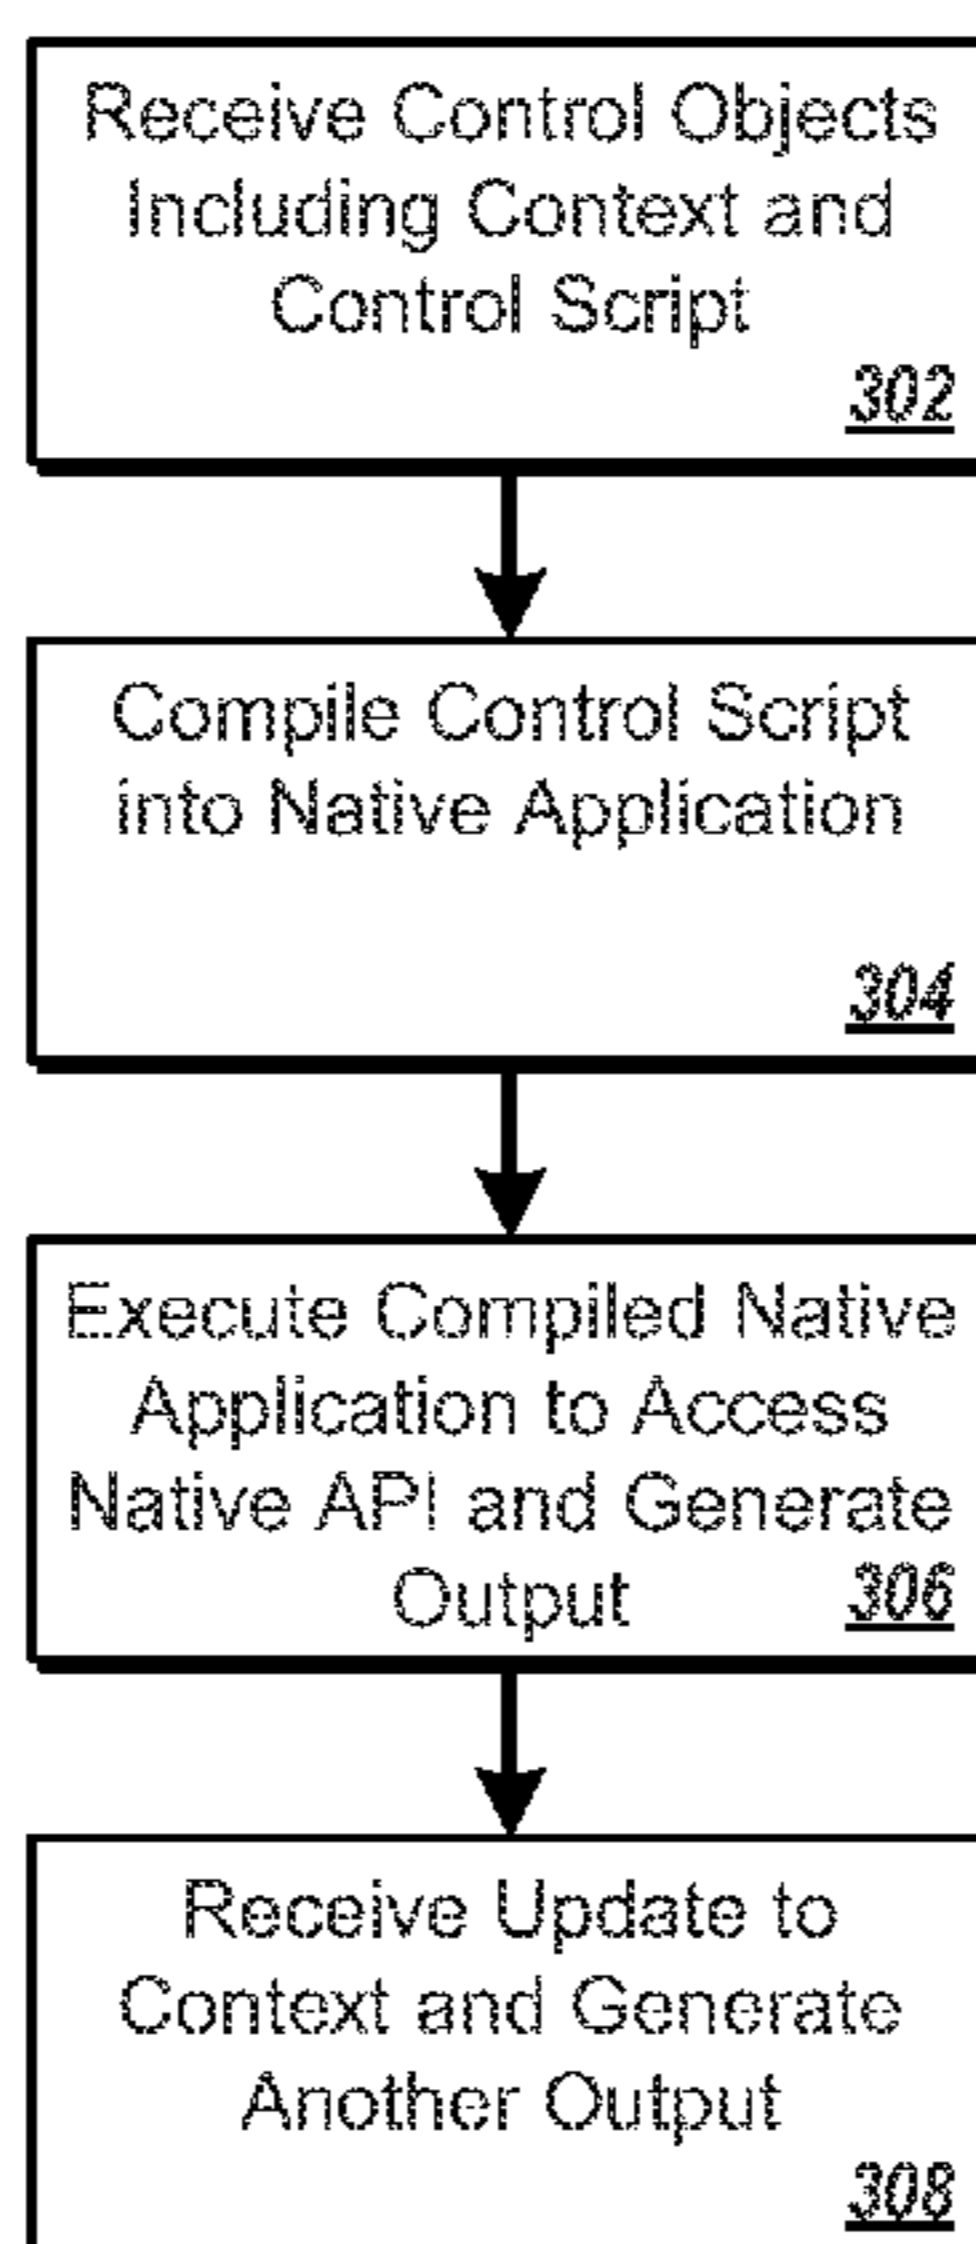 Receive Control Objects
Including Context and
Control Script
302
Compile Control Script
into Native Application
304
Execute Compiled Native
Application to Access
Native API and Generate
Output 306
Receive Update to
Context and Generate
Another Output
308